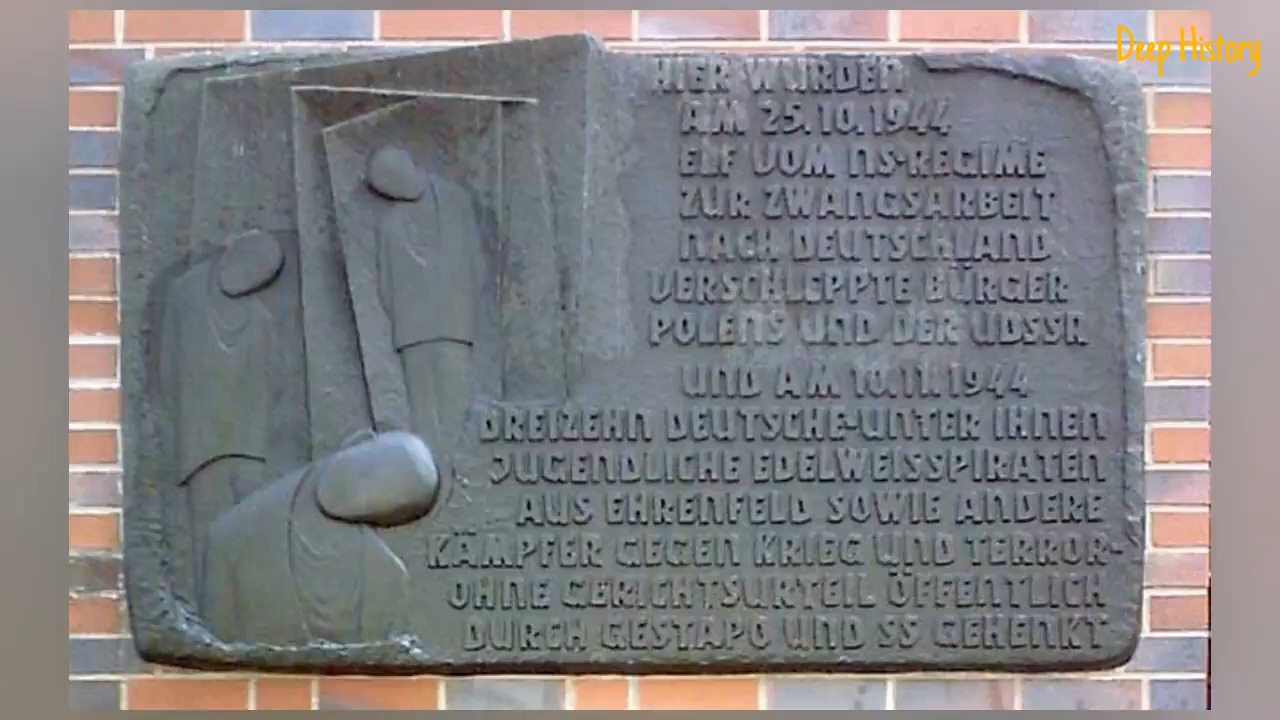 Deep History
HIER WURDEN
AM 25.10.1944
ELF VOM NS-REGIME
ZUR ZWANGSARBEIT
NACH DEUTSCHLAND
VERSCHLEPPTE BÜRGER
POLENS UND DER UDSSR
UND AM 10.11.1944
DREIZEHN DEUTSCHE-UNTER IHNEN
JUGENDLICHE EDELWEISSPIRATEN
AUS EHRENFELD SOWIE ANDERE
KÄMPFER GEGEN KRIEG UND TERROR-
OHNE GERICHTSURTEIL ÖFFENTLICH
DURCH GESTAPO UND SS GEHENKT